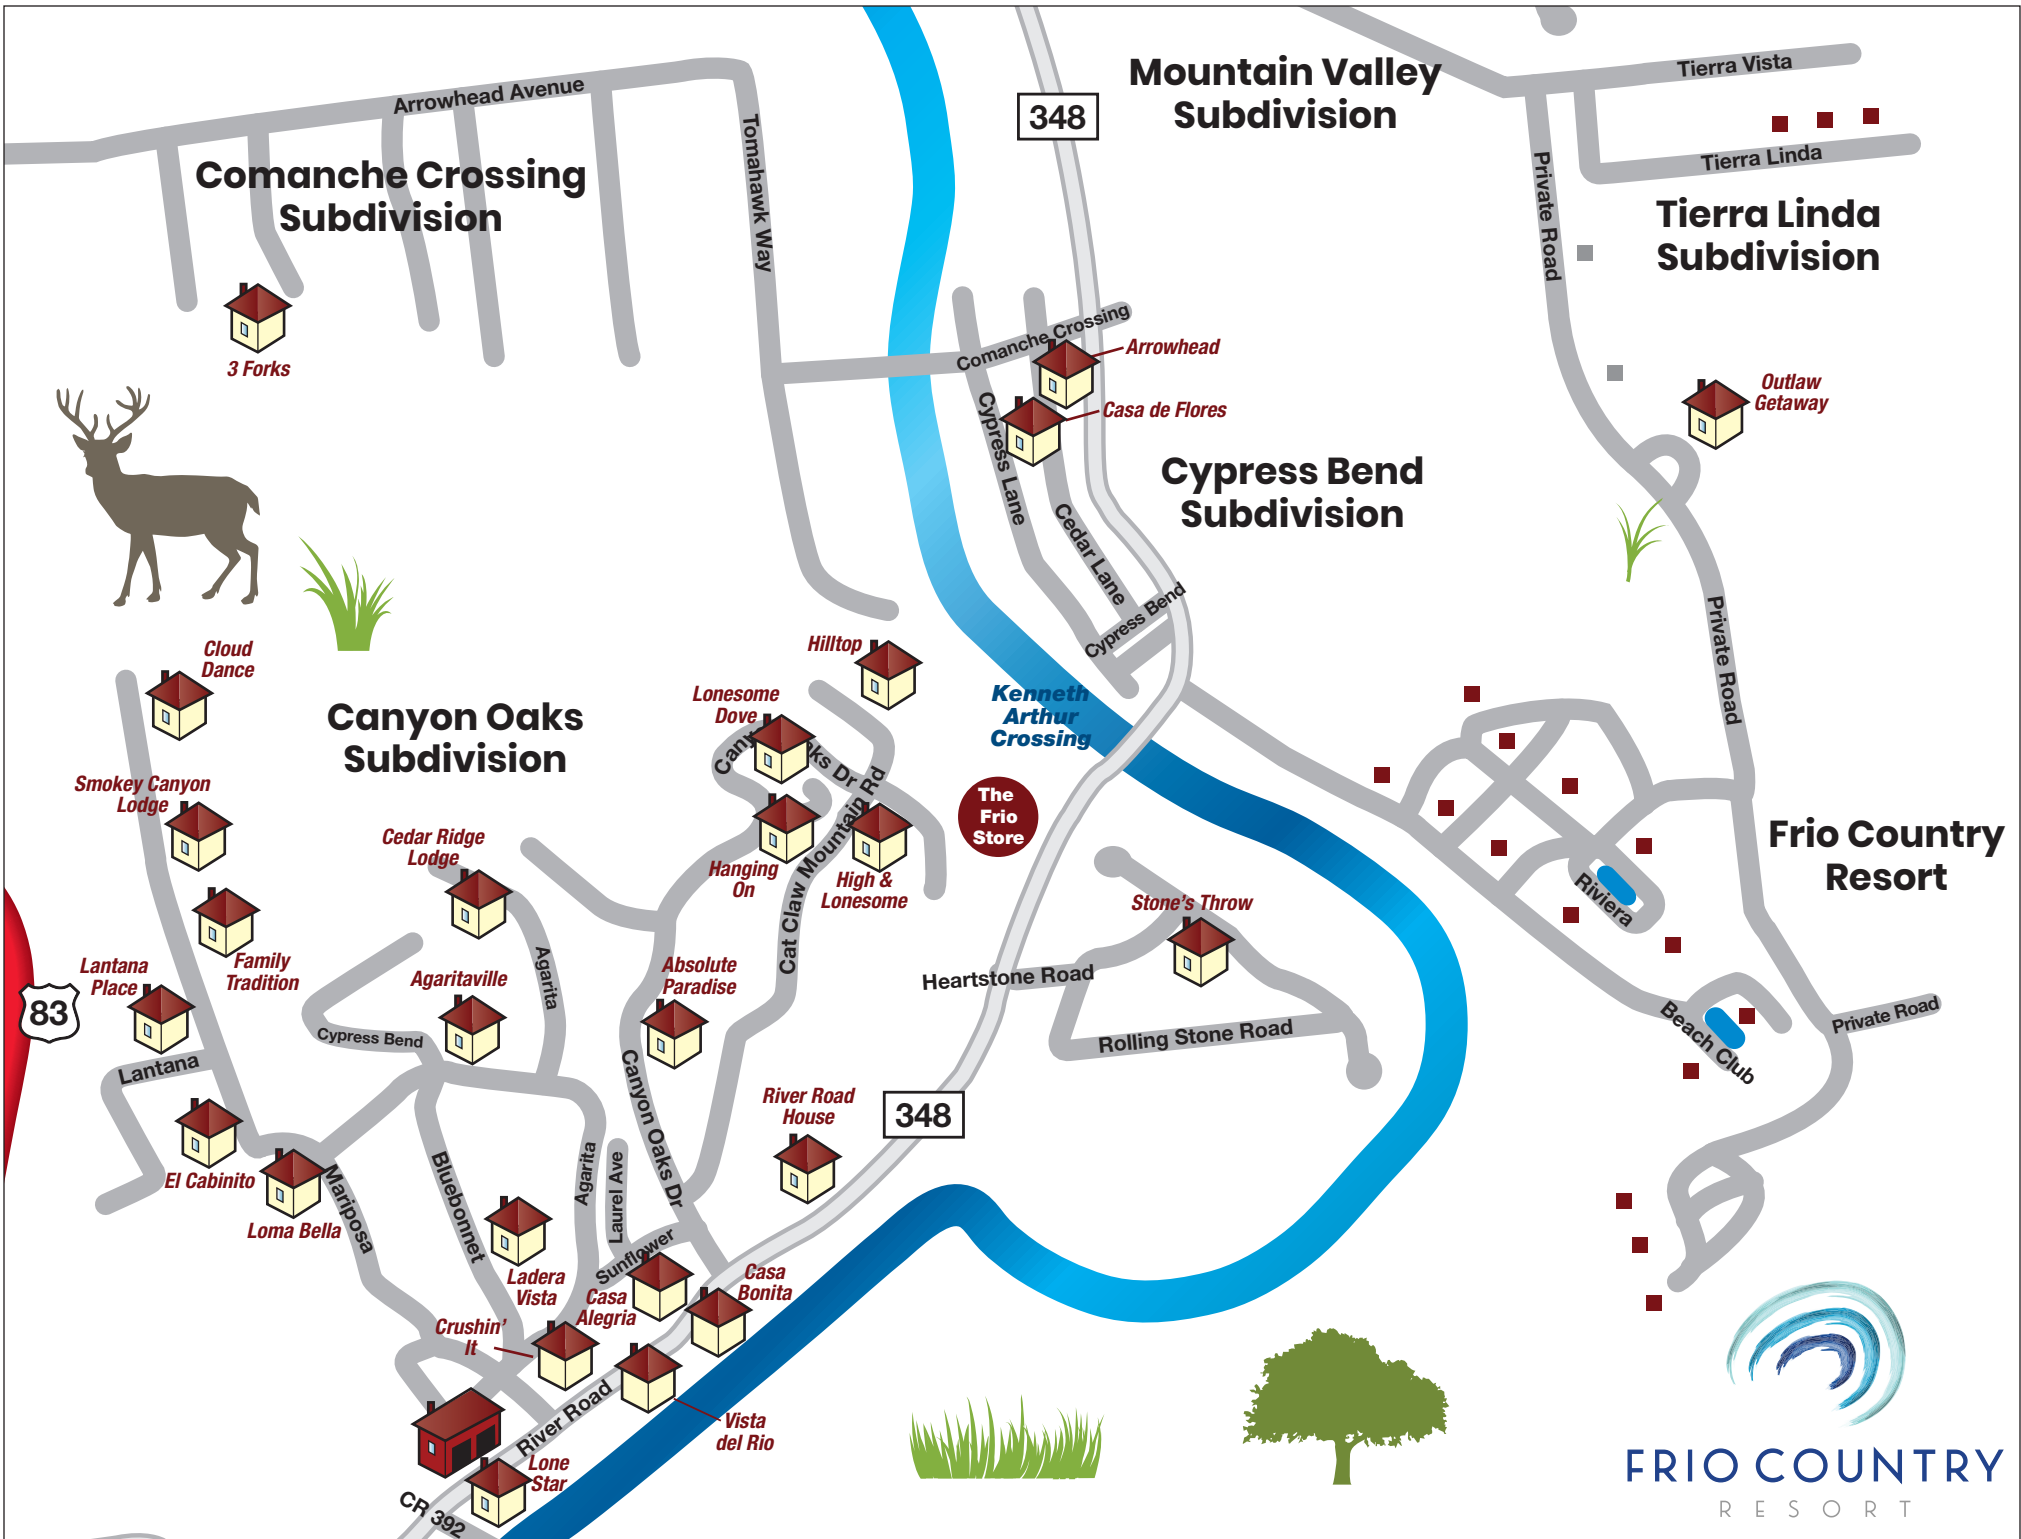 Arrowhead Avenue
Comanche Crossing
Subdivision
Tomahawk Way
348
Mountain Valley
Subdivision
Tierra Vista
Tierra Linda
Private Road
Tierra Linda
Subdivision
3 Forks
Comanche Crossing
Arrowhead
Casa de Flores
Cypress Lane
Cedar Lane
Cypress Bend
Cypress Bend
Subdivision
Outlaw
Getaway
Private Road
Cloud
Dance
Canyon Oaks
Subdivision
Hilltop
Lonesome
Dove
Kenneth
Arthur
Crossing
Smokey Canyon
Lodge
Cedar Ridge
Lodge
Hanging
On
High &
Lonesome
Cat Claw Mountain Rd
The
Frio
Store
Frio Country
Resort
Riviera
Stone's Throw
Heartstone Road
Rolling Stone Road
Beach Club
Private Road
83
Lantana
Place
Family
Tradition
Agaritaville
Agarita
Absolute
Paradise
Cypress Bend
Lantana
Canyon Oaks Dr
River Road
House
348
El Cabinito
Loma Bella
Mariposa
Bluebonnet
Agarita
Laurel Ave
Sunflower
Ladera
Vista
Casa
Alegria
Casa
Bonita
Crushin'
It
River Road
Vista
del Rio
Lone
Star
CR 392
FRIO COUNTRY
RESORT